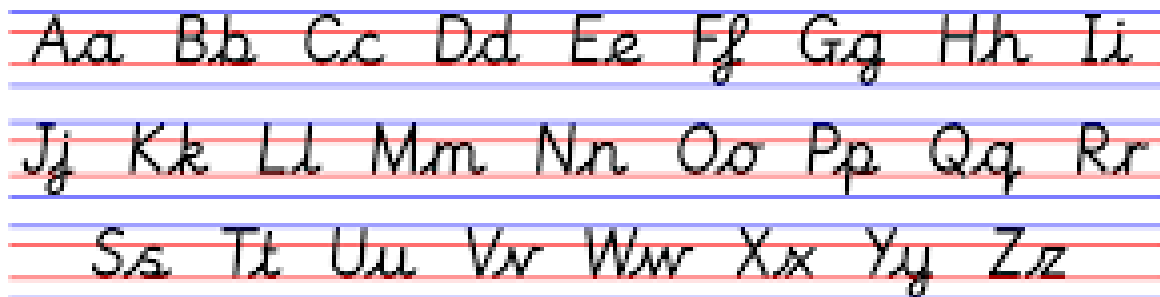 Aa Bb Cc Dd Ee Ff Gg Hh Ii
Jj Kk Ll Mm Nn Oo Pp Qq Rr
Ss Tt Uu Vv Ww Xx Yy Zz